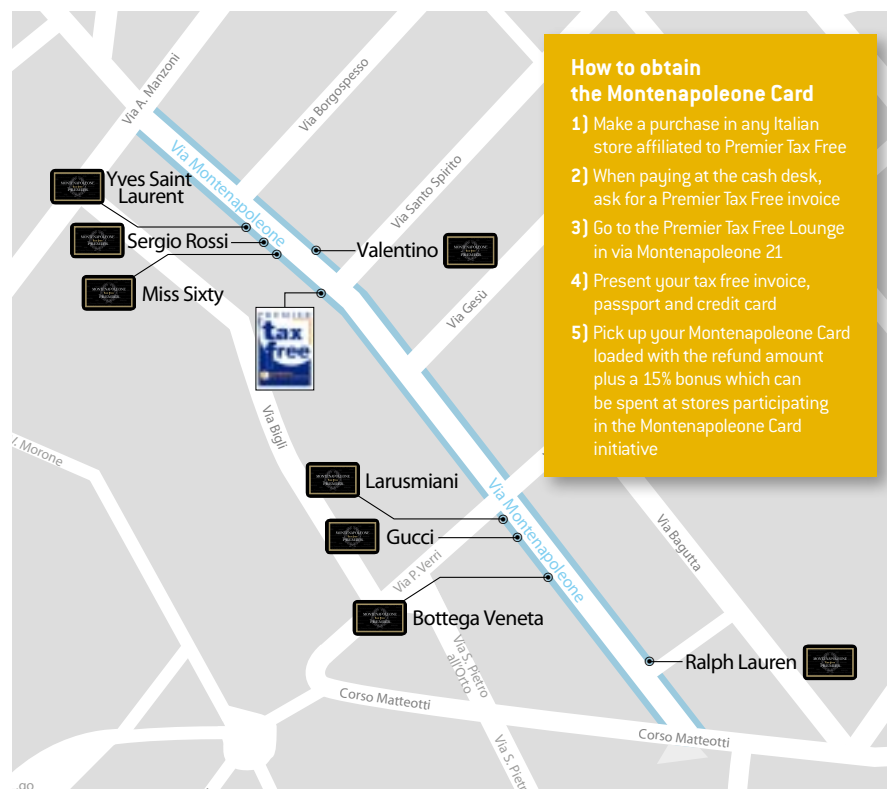 How to obtain
the Montenapoleone Card
1) Make a purchase in any Italian
store affiliated to Premier Tax Free
2) When paying at the cash desk,
ask for a Premier Tax Free invoice
3) Go to the Premier Tax Free Lounge
in via Montenapoleone 21
4) Present your tax free invoice,
passport and credit card
5) Pick up your Montenapoleone Card
loaded with the refund amount
plus a 15% bonus which can
be spent at stores participating
in the Montenapoleone Card
initiative
Via A. Manzoni
Via Borgospesso
Via Montenapoleone
Via Santo Spirito
Yves Saint
Laurent
Sergio Rossi
Valentino
Miss Sixty
Via Gesù
PREMIER
tax
free
Via Bigli
Morone
Larusmiani
Gucci
Via Montenapoleone
Via Bagutta
Via P. Verri
Bottega Veneta
Via S. Pietro
all'Orto
Ralph Lauren
Corso Matteotti
Corso Matteotti
Via S. Pietr
.go